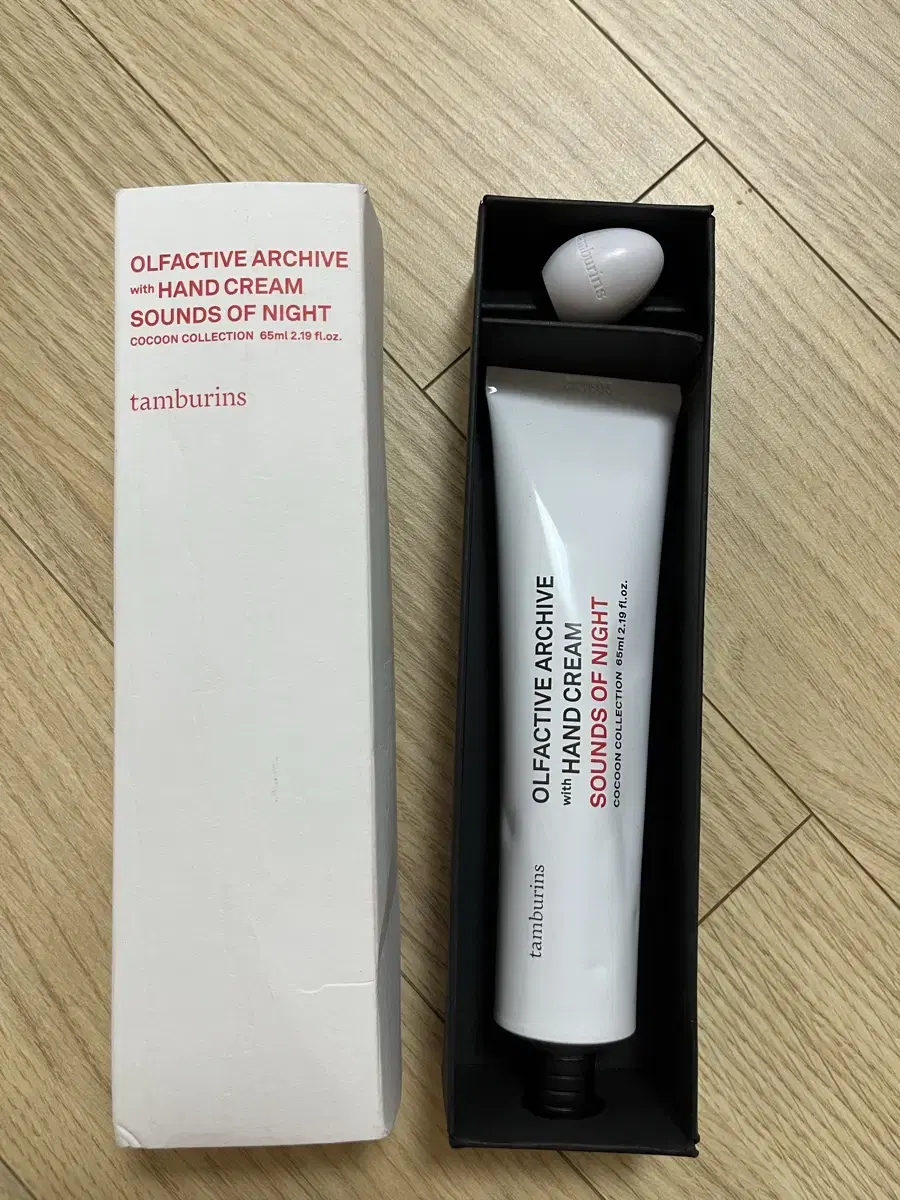 OLFACTIVE ARCHIVE
with HAND CREAM
SOUNDS OF NIGHT
COCOON COLLECTION 65ml 2.19 fl.oz.
tamburins
tamburins
OLFACTIVE ARCHIVE
with HAND CREAM
SOUNDS OF NIGHT
COCOON COLLECTION 65ml 2.19 fl.oz.
tamburins